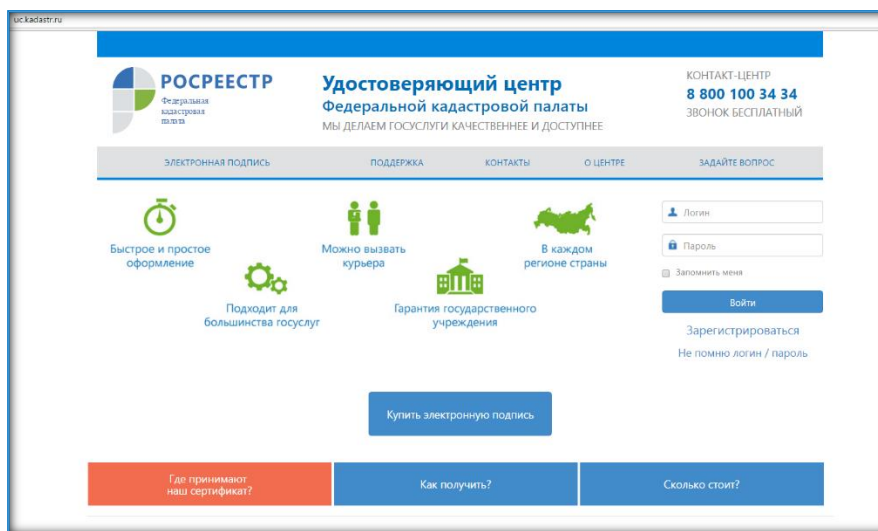 uc.kadastr.ru
РОСРЕЕСТР
Федеральная
кадастровая
палата
Удостоверяющий центр
Федеральной кадастровой палаты
МЫ ДЕЛАЕМ ГОСУСЛУГИ КАЧЕСТВЕННЕЕ И ДОСТУПНЕЕ
КОНТАКТ-ЦЕНТР
8 800 100 34 34
ЗВОНОК БЕСПЛАТНЫЙ
ЭЛЕКТРОННАЯ ПОДПИСЬ
ПОДДЕРЖКА
КОНТАКТЫ
О ЦЕНТРЕ
ЗАДАЙТЕ ВОПРОС
Быстрое и простое
оформление
Можно вызвать
курьера
В каждом
регионе страны
Подходит для
большинства госуслуг
Гарантия государственного
учреждения
Логин
Пароль
Запомнить меня
Войти
Зарегистрироваться
Не помню логин / пароль
Купить электронную подпись
Где принимают
наш сертификат?
Как получить?
Сколько стоит?